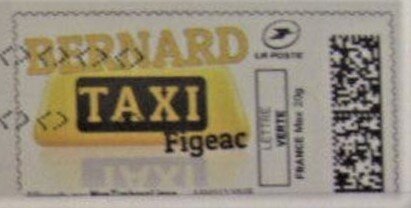 BERNARD
TAXI
Figeac
LA POSTE
LETTRE
VERTE
FRANCE Max 20g